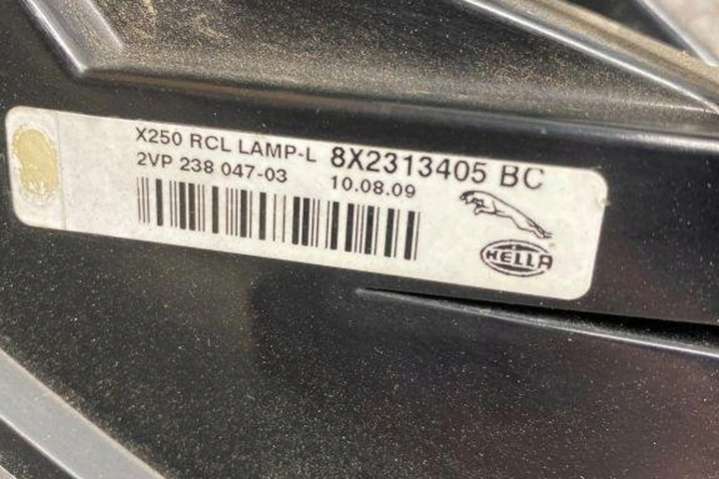 X250 RCL LAMP-L 8X2313405 BC
2VP 238 047-03 10.08.09
HELLA